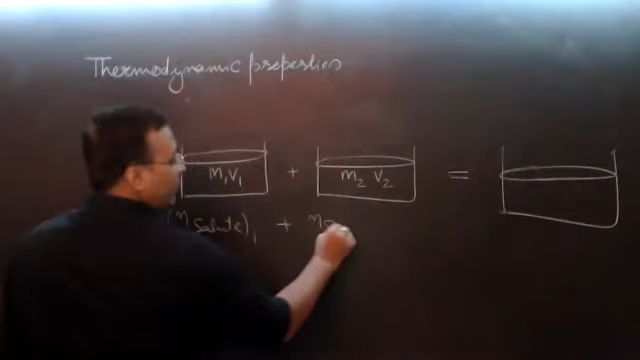 Thermodynamic properties
M₁V₁ + M₂ V₂ =
(n solute)₁ + n